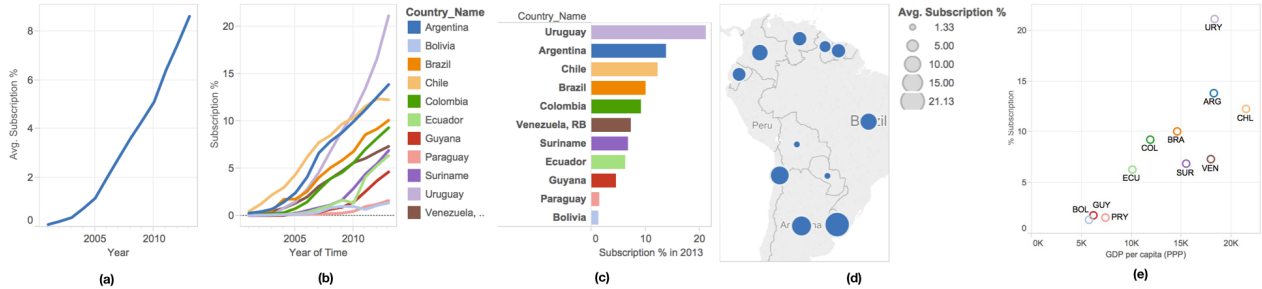 Avg. Subscription %
8
6
4
2
0
2005
2010
Year
(a)
Subscription %
20
15
10
5
0
2005
2010
Year of Time
(b)
Country_Name
Argentina
Bolivia
Brazil
Chile
Colombia
Ecuador
Guyana
Paraguay
Suriname
Uruguay
Venezuela, ..
Country_Name
Uruguay
Argentina
Chile
Brazil
Colombia
Venezuela, RB
Suriname
Ecuador
Guyana
Paraguay
Bolivia
0
10
20
Subscription % in 2013
(c)
Peru
(d)
Avg. Subscription %
1.33
5.00
10.00
15.00
21.13
% Subscription
20
15
10
5
0
URY
ARG
CHL
BRA
COL
VEN
SUR
ECU
GUY
BOL
PRY
0K
5K
10K
15K
20K
GDP per capita (PPP)
(e)